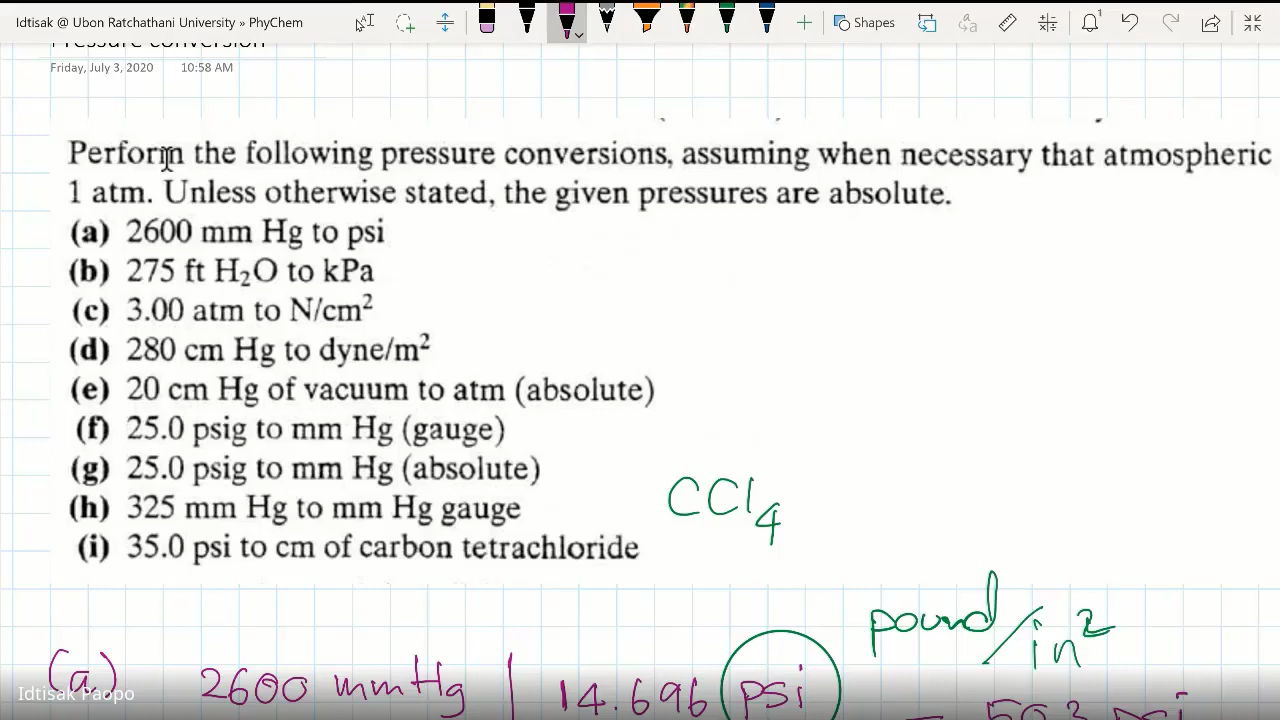 Idtisak @ Ubon Ratchathani University » PhyChem
Shapes
1
Pressure conversion
Friday, July 3, 2020 10:58 AM
Perform the following pressure conversions, assuming when necessary that atmospheric
1 atm. Unless otherwise stated, the given pressures are absolute.
(a) 2600 mm Hg to psi
(b) 275 ft H₂O to kPa
(c) 3.00 atm to N/cm²
(d) 280 cm Hg to dyne/m²
(e) 20 cm Hg of vacuum to atm (absolute)
(f) 25.0 psig to mm Hg (gauge)
(g) 25.0 psig to mm Hg (absolute)
(h) 325 mm Hg to mm Hg gauge
(i) 35.0 psi to cm of carbon tetrachloride
CCl₄
pound/in²
(a) 2600 mmHg | 14.696 psi
Idtisak Paopo